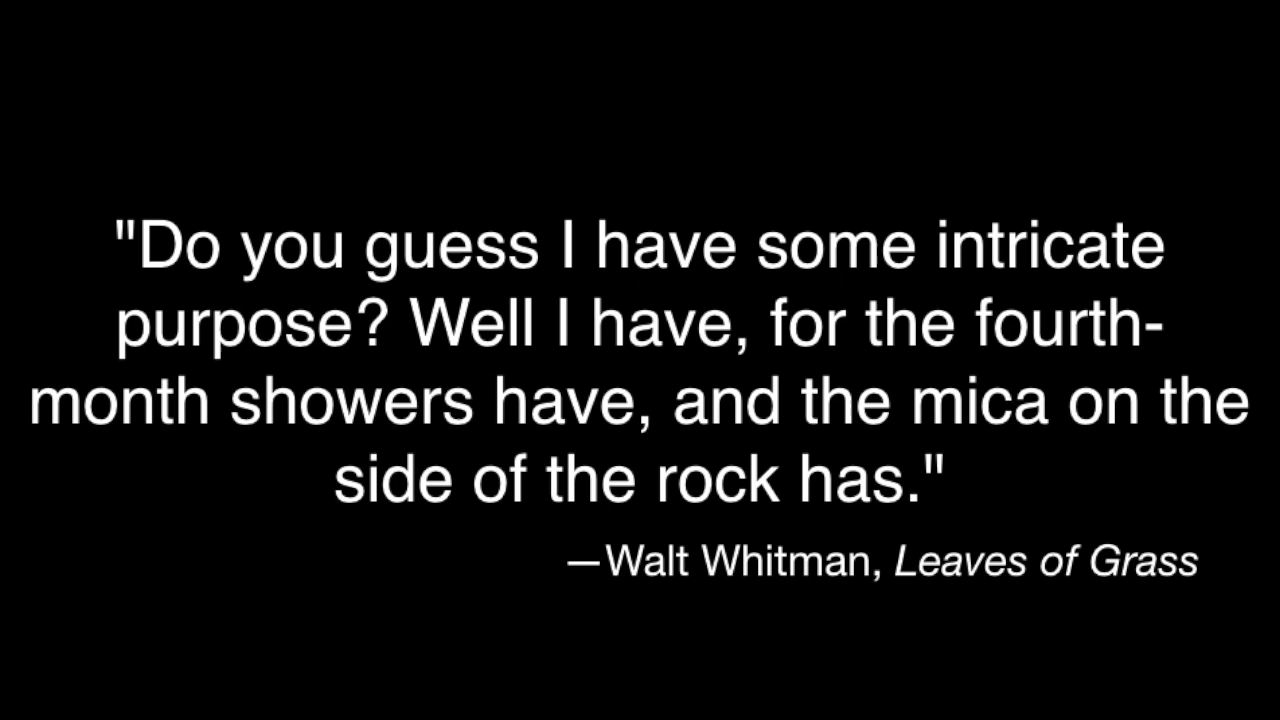 "Do you guess I have some intricate
purpose? Well I have, for the fourth-
month showers have, and the mica on the
side of the rock has."
—Walt Whitman, Leaves of Grass